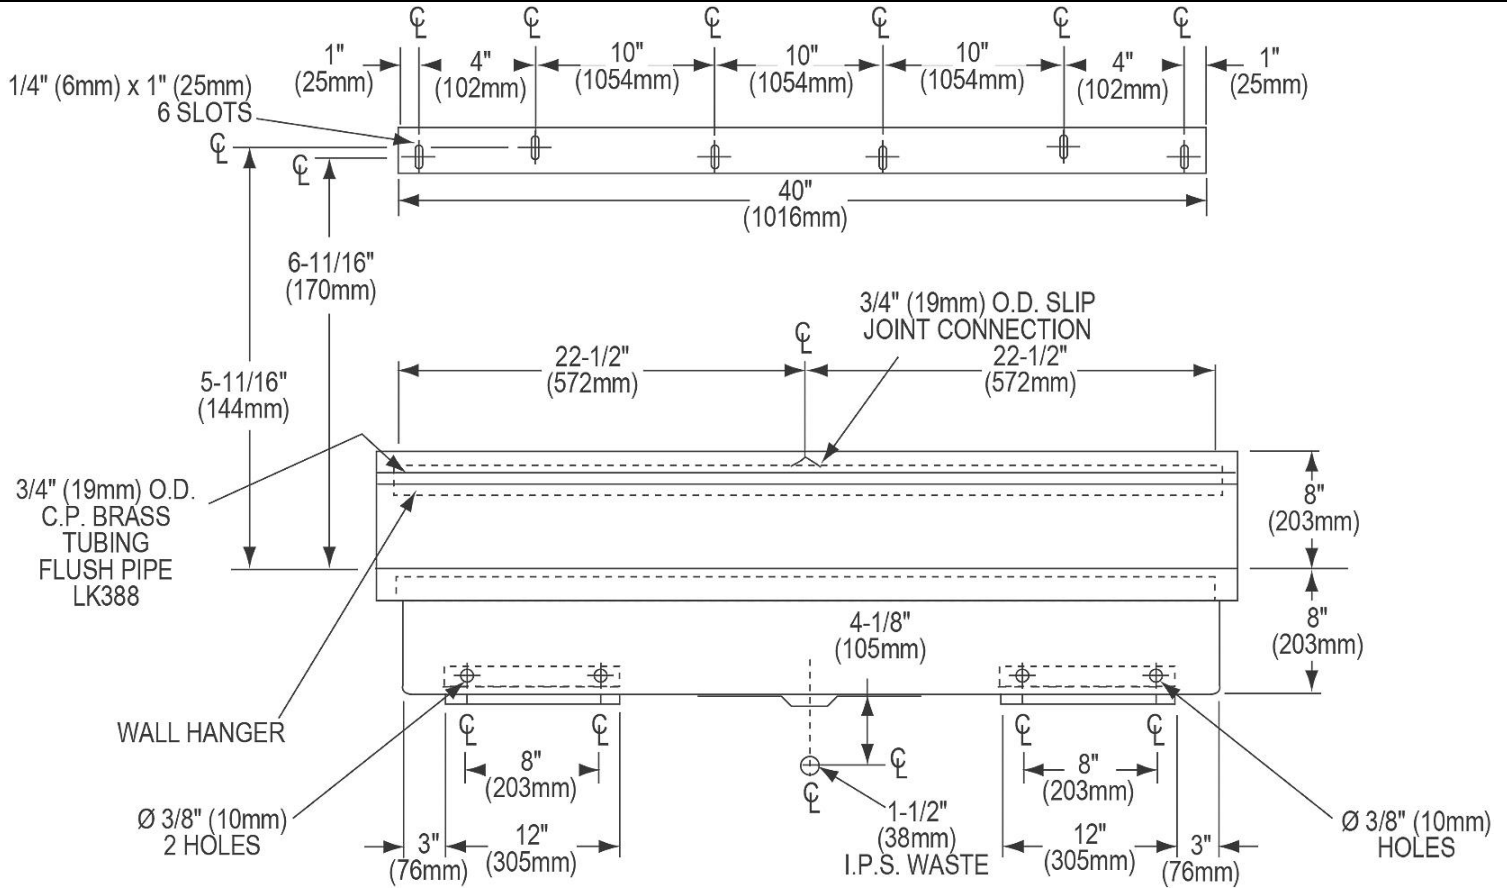 ℄ ℄ ℄ ℄ ℄ ℄
1" 4" 10" 10" 10" 4" 1"
(25mm) (102mm) (1054mm) (1054mm) (1054mm) (102mm) (25mm)
1/4" (6mm) x 1" (25mm)
6 SLOTS
℄
℄
40"
(1016mm)
6-11/16"
(170mm)
3/4" (19mm) O.D. SLIP
JOINT CONNECTION
℄
22-1/2"
(572mm)
22-1/2"
(572mm)
5-11/16"
(144mm)
3/4" (19mm) O.D.
C.P. BRASS
TUBING
FLUSH PIPE
LK388
8"
(203mm)
8"
(203mm)
4-1/8"
(105mm)
WALL HANGER
℄ ℄ ℄ ℄
8"
(203mm)
℄
℄
8"
(203mm)
Ø 3/8" (10mm)
2 HOLES
1-1/2"
(38mm)
I.P.S. WASTE
Ø 3/8" (10mm)
HOLES
3"
(76mm)
12"
(305mm)
12"
(305mm)
3"
(76mm)